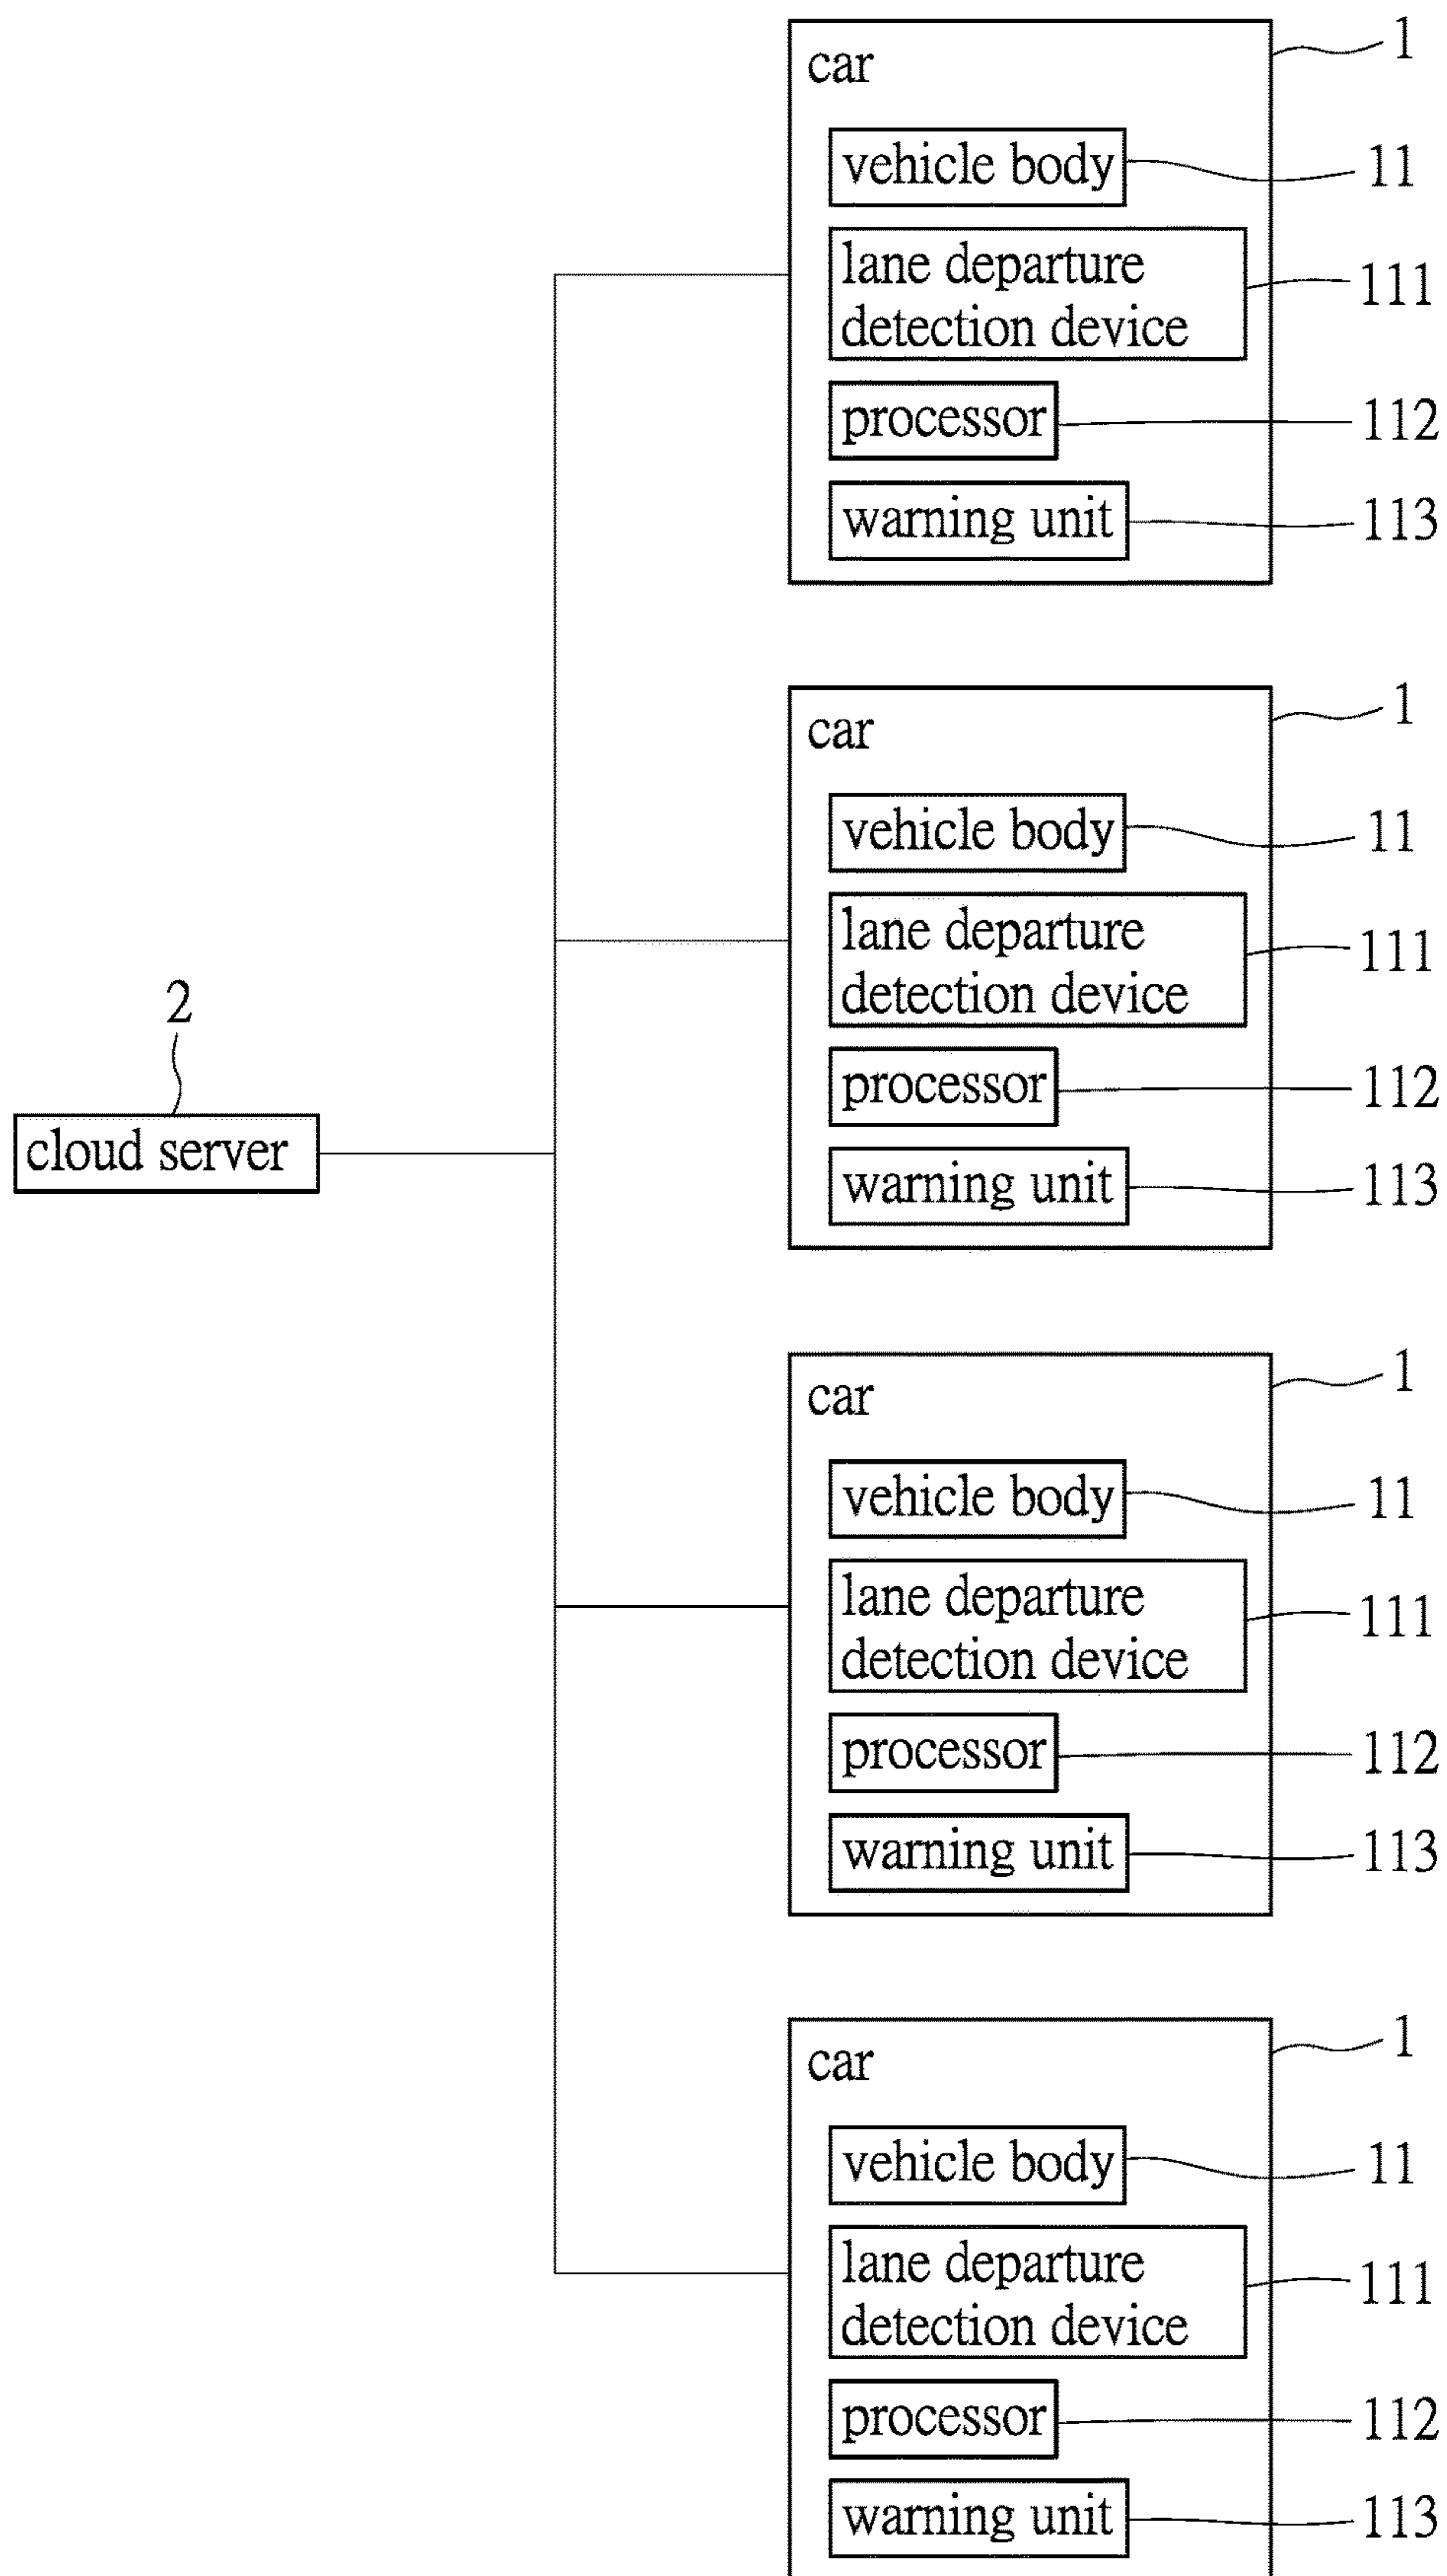 car
1
vehicle body
11
lane departure
detection device
111
processor
112
warning unit
113
car
1
vehicle body
11
lane departure
detection device
111
processor
112
warning unit
113
2
cloud server
car
1
vehicle body
11
lane departure
detection device
111
processor
112
warning unit
113
car
1
vehicle body
11
lane departure
detection device
111
processor
112
warning unit
113